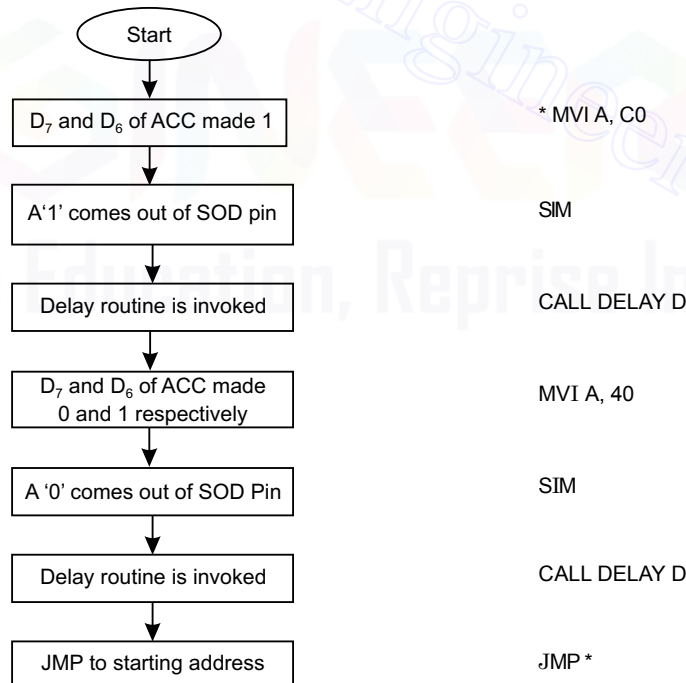 Start
D₇ and D₆ of ACC made 1
* MVI A, C0
A‘1’ comes out of SOD pin
SIM
Delay routine is invoked
CALL DELAY D
D₇ and D₆ of ACC made
0 and 1 respectively
MVI A, 40
A ‘0’ comes out of SOD Pin
SIM
Delay routine is invoked
CALL DELAY D
JMP to starting address
JMP *
Education, Reprise